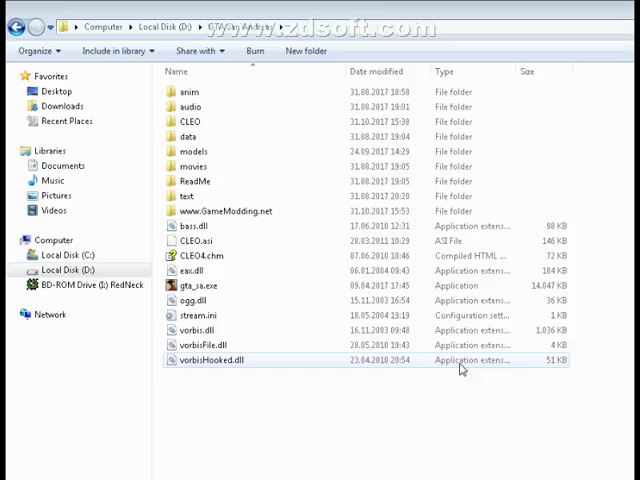 www.zdsoft.com
Computer Local Disk (D:) GTA San Andreas
Organize Include in library Share with Burn New folder
Favorites
Desktop
Downloads
Recent Places
Libraries
Documents
Music
Pictures
Videos
Computer
Local Disk (C:)
Local Disk (D:)
BD-ROM Drive (I:) RedNeck
Network
Name Date modified Type Size
anim 31.08.2017 18:58 File folder
audio 31.08.2017 19:01 File folder
CLEO 31.10.2017 15:38 File folder
data 31.08.2017 19:04 File folder
models 24.09.2017 14:29 File folder
movies 31.08.2017 19:05 File folder
ReadMe 31.08.2017 19:05 File folder
text 31.08.2017 20:20 File folder
www.GameModding.net 31.10.2017 15:53 File folder
bass.dll 17.06.2010 12:31 Application extens... 98 KB
CLEO.asi 28.03.2011 10:29 ASI File 146 KB
CLEO4.chm 17.06.2010 18:46 Compiled HTML ... 72 KB
eax.dll 06.01.2004 09:43 Application extens... 184 KB
gta_sa.exe 09.04.2017 17:45 Application 14.047 KB
ogg.dll 15.11.2003 16:54 Application extens... 36 KB
stream.ini 18.05.2004 19:19 Configuration sett... 1 KB
vorbis.dll 16.11.2003 09:48 Application extens... 1.036 KB
vorbisFile.dll 28.05.2010 19:43 Application extens... 4 KB
vorbisHooked.dll 23.04.2010 20:54 Application extens... 51 KB